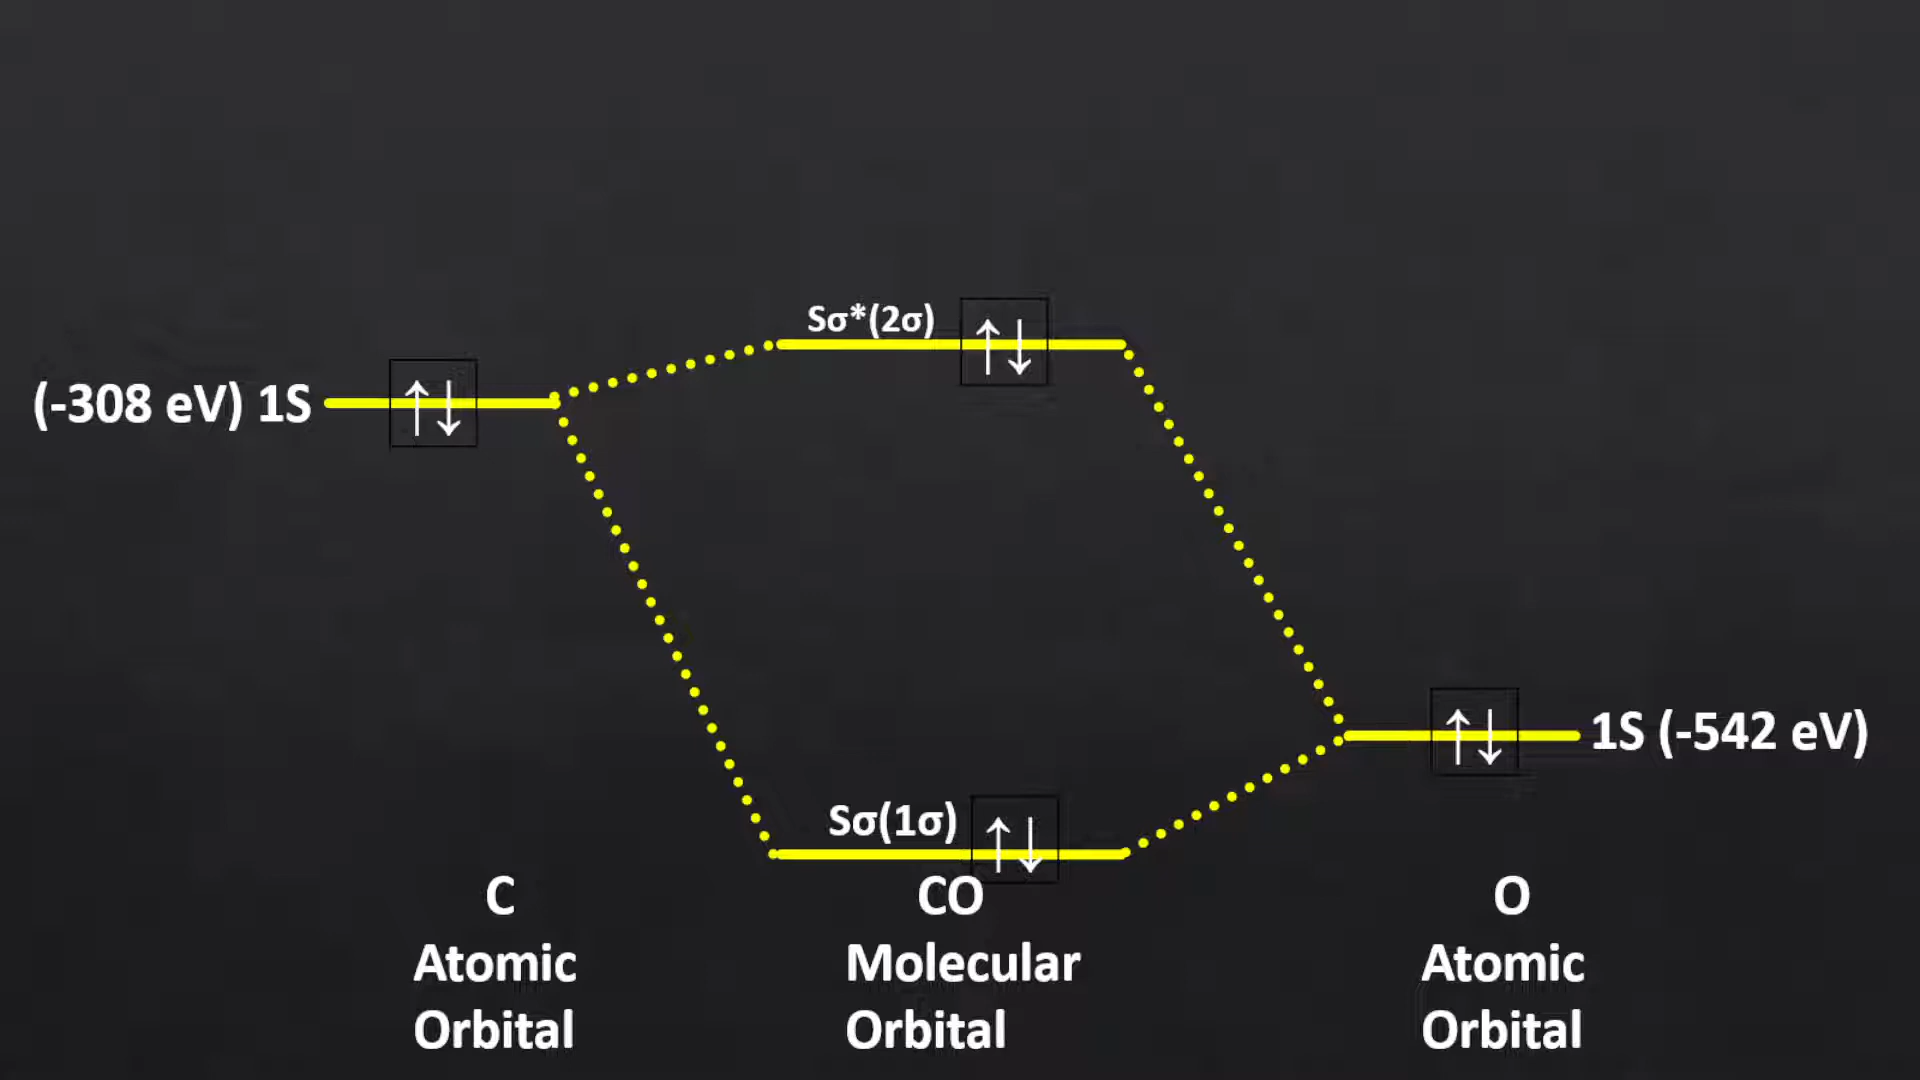 Sσ*(2σ) ↑↓
(-308 eV) 1S ↑↓
↑↓ 1S (-542 eV)
Sσ(1σ) ↑↓
C
Atomic
Orbital
CO
Molecular
Orbital
O
Atomic
Orbital